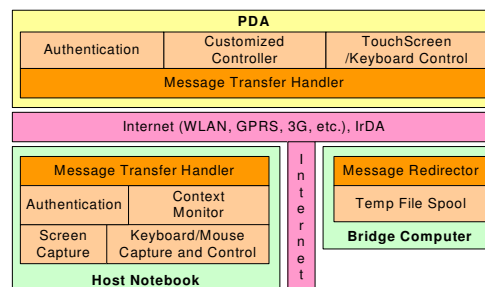 PDA
Authentication
Customized
Controller
TouchScreen
/Keyboard Control
Message Transfer Handler
Internet (WLAN, GPRS, 3G, etc.), IrDA
Message Transfer Handler
Authentication
Context
Monitor
Screen
Capture
Keyboard/Mouse
Capture and Control
Host Notebook
Internet
Message Redirector
Temp File Spool
Bridge Computer